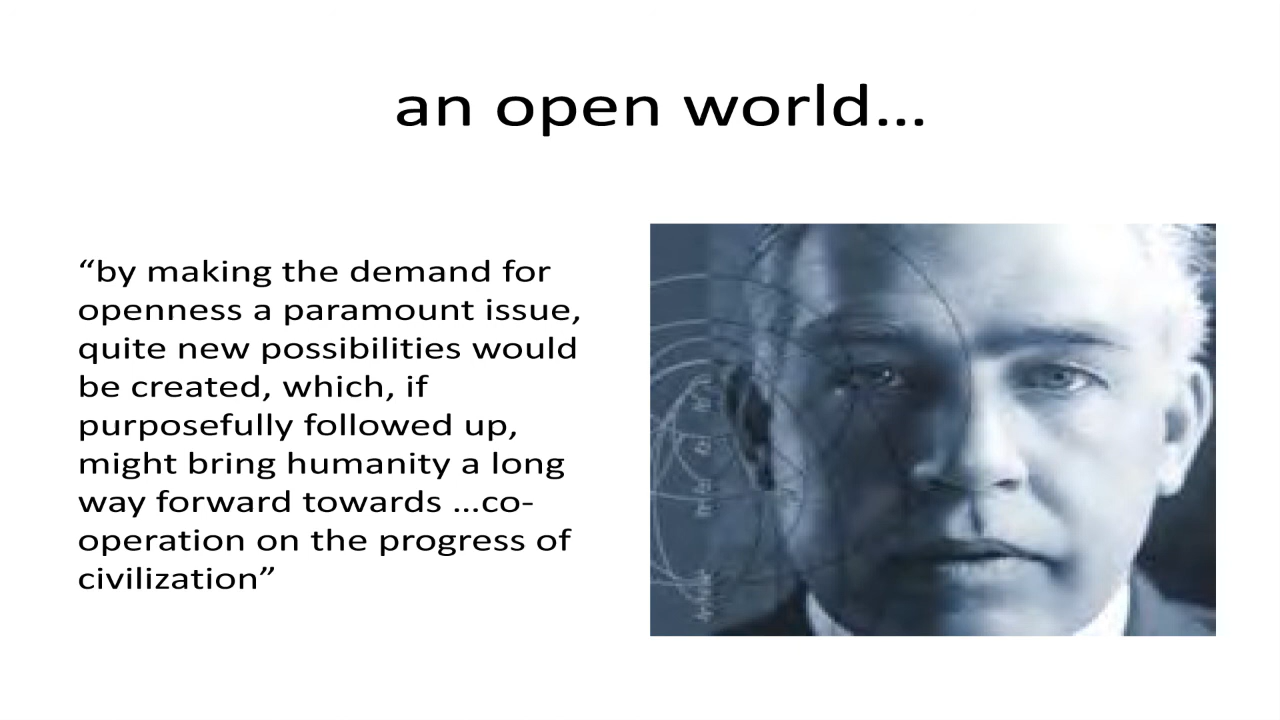 an open world…
“by making the demand for
openness a paramount issue,
quite new possibilities would
be created, which, if
purposefully followed up,
might bring humanity a long
way forward towards …co-
operation on the progress of
civilization”